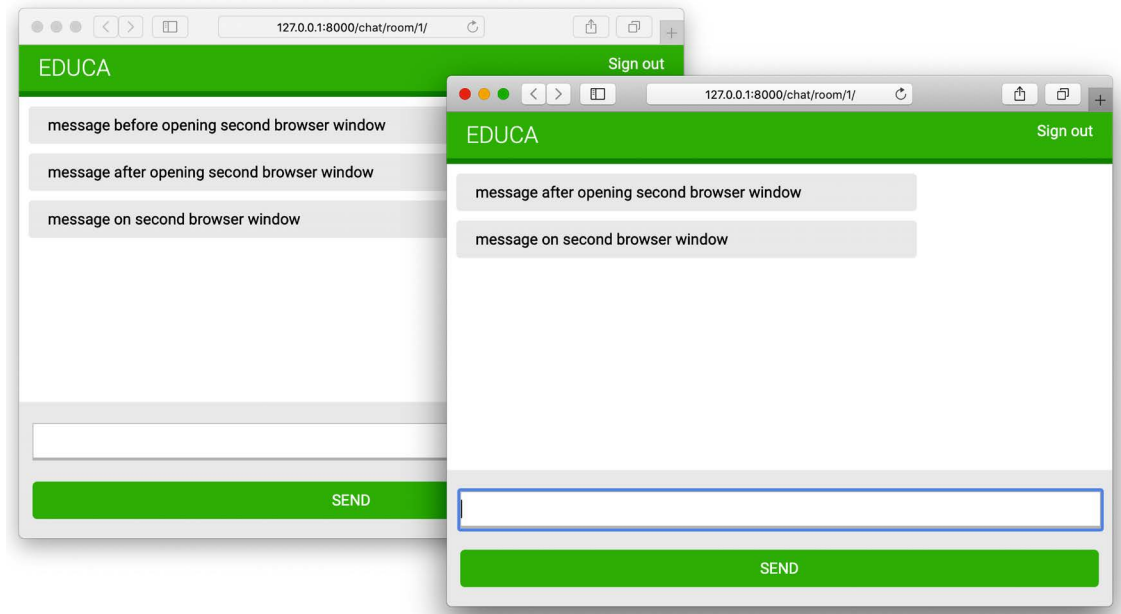 127.0.0.1:8000/chat/room/1/
EDUCA
Sign out
message before opening second browser window
message after opening second browser window
message on second browser window
SEND
127.0.0.1:8000/chat/room/1/
EDUCA
Sign out
message after opening second browser window
message on second browser window
SEND